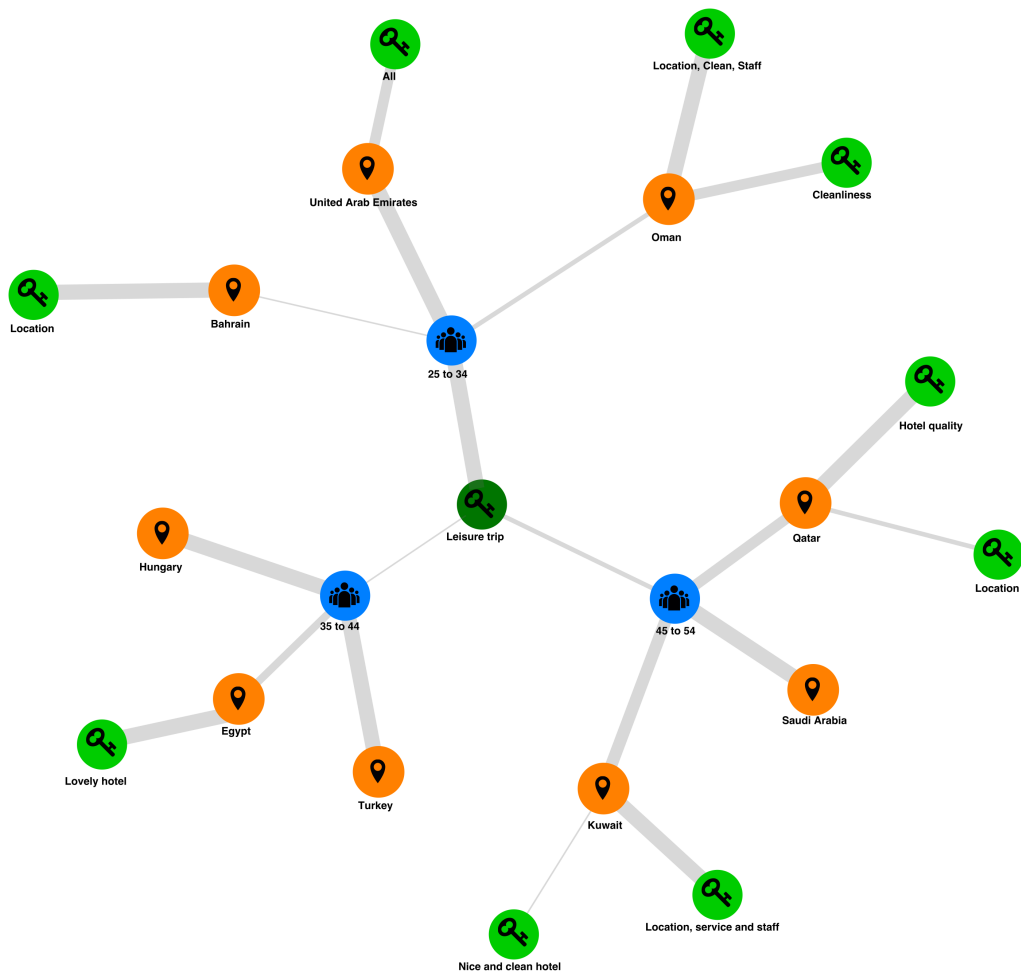 All
Location, Clean, Staff
United Arab Emirates
Cleanliness
Oman
Location
Bahrain
25 to 34
Hotel quality
Leisure trip
Qatar
Hungary
Location
35 to 44
45 to 54
Egypt
Saudi Arabia
Lovely hotel
Turkey
Kuwait
Location, service and staff
Nice and clean hotel